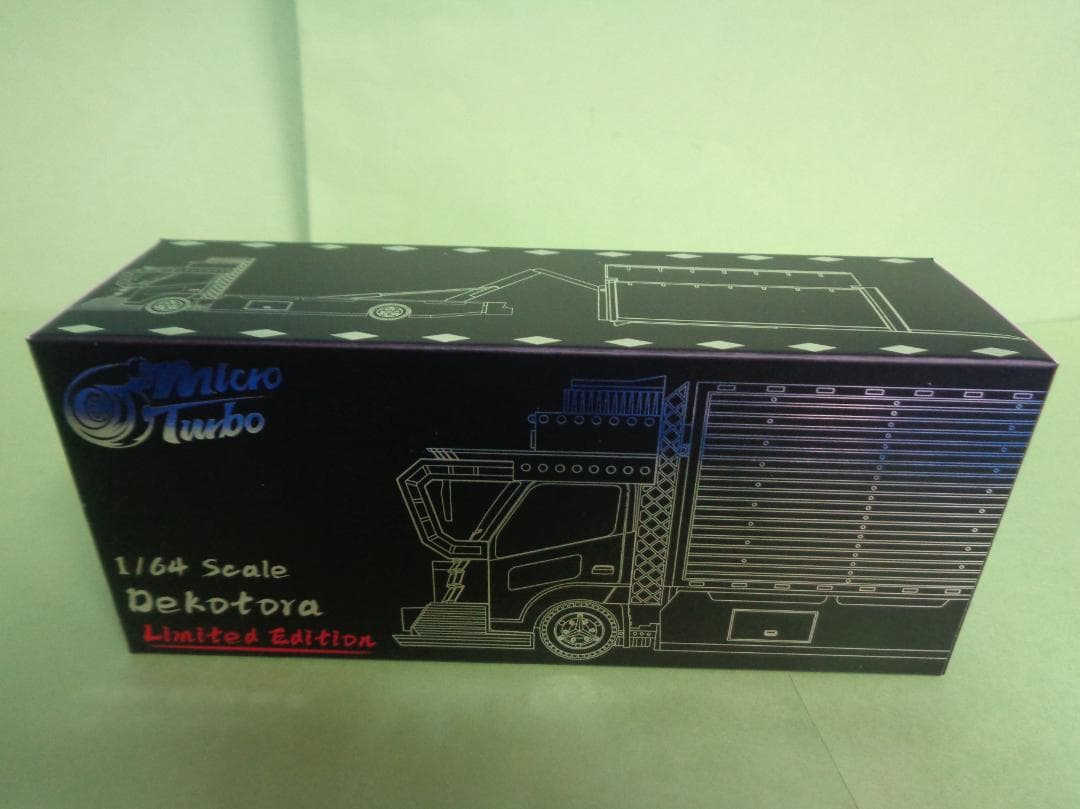 Micro
Turbo
1/64 Scale
Dekotora
Limited Edition